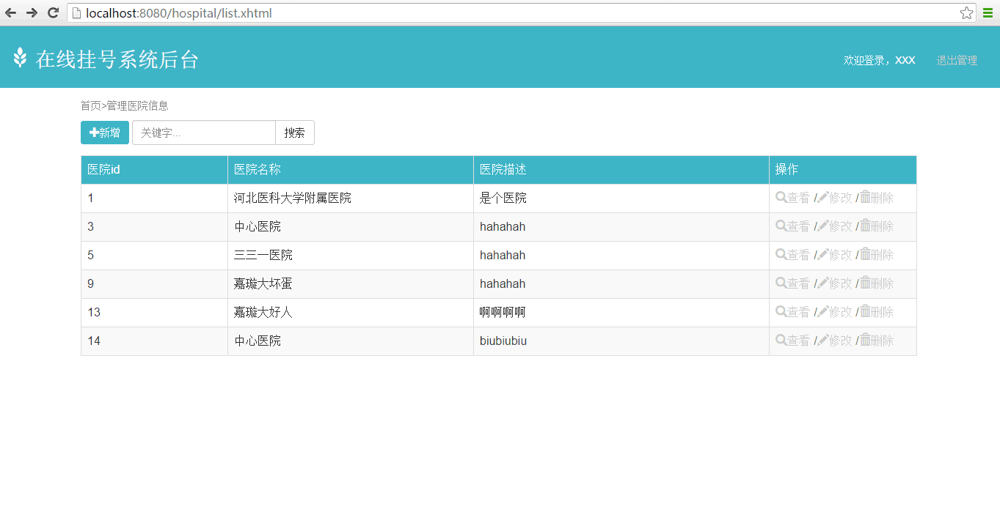 localhost:8080/hospital/list.xhtml
在线挂号系统后台
欢迎登录，XXX 退出管理
首页>管理医院信息
新增 关键字... 搜索
医院id 医院名称 医院描述 操作
1 河北医科大学附属医院 是个医院 查看 /修改 /删除
3 中心医院 hahahah 查看 /修改 /删除
5 三三一医院 hahahah 查看 /修改 /删除
9 嘉璇大坏蛋 hahahah 查看 /修改 /删除
13 嘉璇大好人 啊啊啊啊 查看 /修改 /删除
14 中心医院 biubiubiu 查看 /修改 /删除